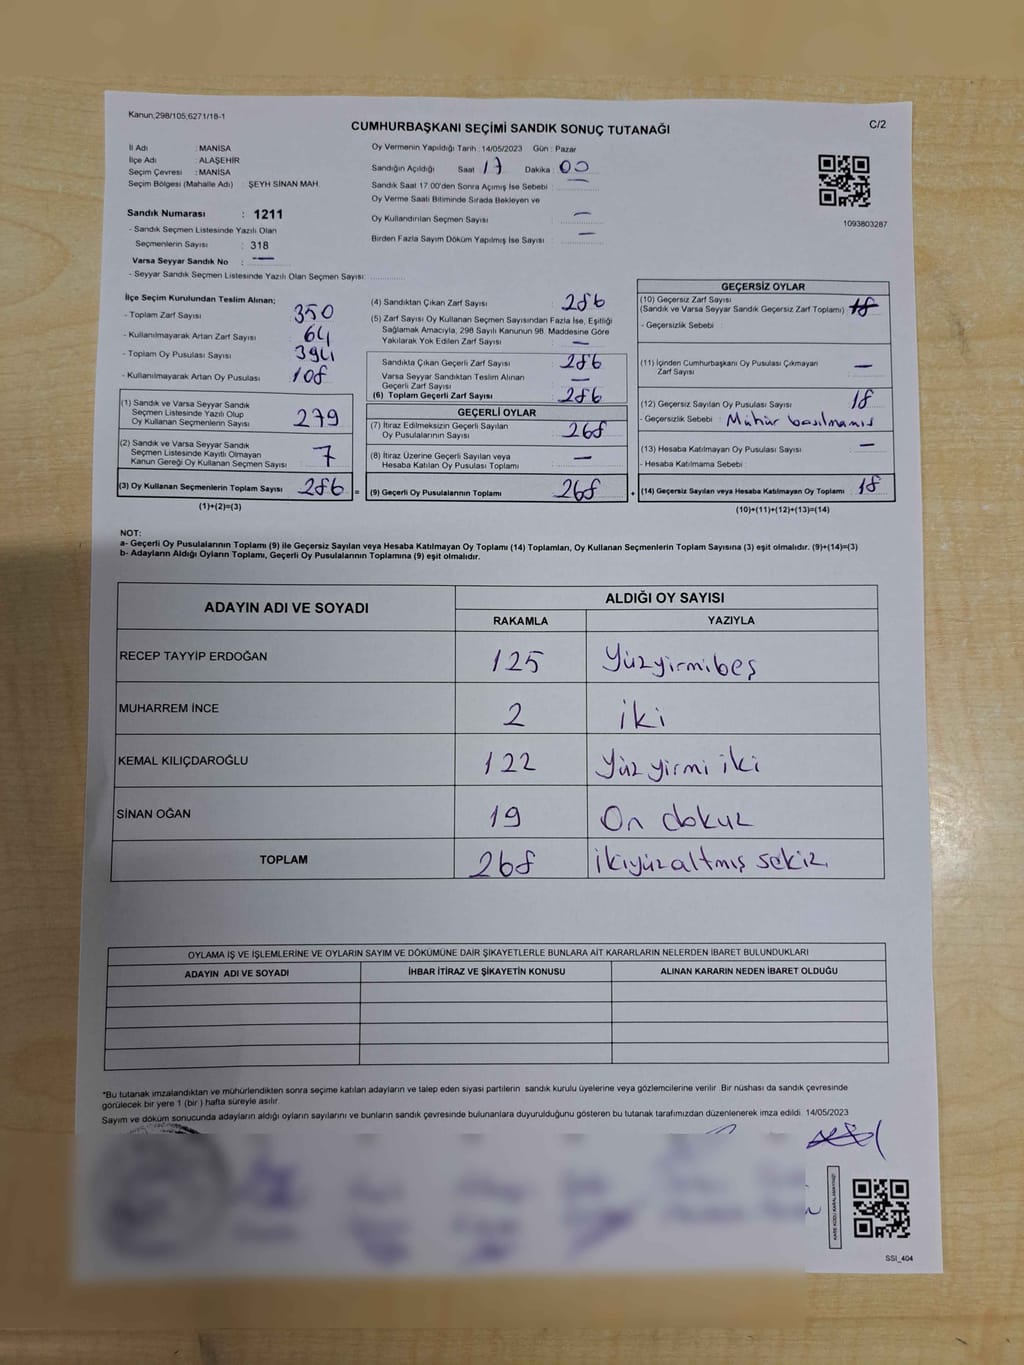 Kanun;298/105;6271/18-1
CUMHURBAŞKANI SEÇİMİ SANDIK SONUÇ TUTANAĞI
C/2
İl Adı : MANİSA
İlçe Adı : ALAŞEHİR
Seçim Çevresi : MANİSA
Seçim Bölgesi (Mahalle Adı) : ŞEYH SİNAN MAH.
Sandık Numarası : 1211
- Sandık Seçmen Listesinde Yazılı Olan
Seçmenlerin Sayısı : 318
Varsa Seyyar Sandık No : —
- Seyyar Sandık Seçmen Listesinde Yazılı Olan Seçmen Sayısı: ..............
Oy Vermenin Yapıldığı Tarih : 14/05/2023 Gün : Pazar
Sandığın Açıldığı Saat 17 Dakika : 00
Sandık Saat 17.00'den Sonra Açılmış İse Sebebi : —
Oy Verme Saati Bitiminde Sırada Bekleyen ve
Oy Kullandırılan Seçmen Sayısı : —
Birden Fazla Sayım Döküm Yapılmış İse Sayısı : —
1093803287
İlçe Seçim Kurulundan Teslim Alınan;
- Toplam Zarf Sayısı : 350
- Kullanılmayarak Artan Zarf Sayısı : 64
- Toplam Oy Pusulası Sayısı : 394
- Kullanılmayarak Artan Oy Pusulası : 108
(1) Sandık ve Varsa Seyyar Sandık
Seçmen Listesinde Yazılı Olup
Oy Kullanan Seçmenlerin Sayısı : 279
(2) Sandık ve Varsa Seyyar Sandık
Seçmen Listesinde Kayıtlı Olmayan
Kanun Gereği Oy Kullanan Seçmen Sayısı : 7
(3) Oy Kullanan Seçmenlerin Toplam Sayısı : 286
(1)+(2)=(3)
(4) Sandıktan Çıkan Zarf Sayısı : 286
(5) Zarf Sayısı Oy Kullanan Seçmen Sayısından Fazla İse, Eşitliği
Sağlamak Amacıyla; 298 Sayılı Kanunun 98. Maddesine Göre
Yakılarak Yok Edilen Zarf Sayısı : —
Sandıkta Çıkan Geçerli Zarf Sayısı : 286
Varsa Seyyar Sandıktan Teslim Alınan
Geçerli Zarf Sayısı : —
(6) Toplam Geçerli Zarf Sayısı : 286
GEÇERLİ OYLAR
(7) İtiraz Edilmeksizin Geçerli Sayılan
Oy Pusulalarının Sayısı : 268
(8) İtiraz Üzerine Geçerli Sayılan veya
Hesaba Katılan Oy Pusulası Toplamı : —
= (9) Geçerli Oy Pusulalarının Toplamı : 268
GEÇERSİZ OYLAR
(10) Geçersiz Zarf Sayısı
(Sandık ve Varsa Seyyar Sandık Geçersiz Zarf Toplamı) : 18
- Geçersizlik Sebebi :
(11) İçinden Cumhurbaşkanı Oy Pusulası Çıkmayan
Zarf Sayısı : —
(12) Geçersiz Sayılan Oy Pusulası Sayısı : 18
- Geçersizlik Sebebi : Mühür basılmamış
(13) Hesaba Katılmayan Oy Pusulası Sayısı : —
- Hesaba Katılmama Sebebi :
+ (14) Geçersiz Sayılan veya Hesaba Katılmayan Oy Toplamı : 18
(10)+(11)+(12)+(13)=(14)
NOT:
a- Geçerli Oy Pusulalarının Toplamı (9) ile Geçersiz Sayılan veya Hesaba Katılmayan Oy Toplamı (14) Toplamları, Oy Kullanan Seçmenlerin Toplam Sayısına (3) eşit olmalıdır. (9)+(14)=(3)
b- Adayların Aldığı Oyların Toplamı, Geçerli Oy Pusulalarının Toplamına (9) eşit olmalıdır.
ADAYIN ADI VE SOYADI
ALDIĞI OY SAYISI
RAKAMLA YAZIYLA
RECEP TAYYİP ERDOĞAN 125 Yüzyirmibeş
MUHARREM İNCE 2 iki
KEMAL KILIÇDAROĞLU 122 Yüz yirmi iki
SİNAN OĞAN 19 On dokuz
TOPLAM 268 ikiyüzaltmış sekiz
OYLAMA İŞ VE İŞLEMLERİNE VE OYLARIN SAYIM VE DÖKÜMÜNE DAİR ŞİKAYETLERLE BUNLARA AİT KARARLARIN NELERDEN İBARET BULUNDUKLARI
ADAYIN ADI VE SOYADI İHBAR İTİRAZ VE ŞİKAYETİN KONUSU ALINAN KARARIN NEDEN İBARET OLDUĞU
*Bu tutanak imzalandıktan ve mühürlendikten sonra seçime katılan adayların ve talep eden siyasi partilerin sandık kurulu üyelerine veya gözlemcilerine verilir. Bir nüshası da sandık çevresinde
görülecek bir yere 1 (bir ) hafta süreyle asılır.
Sayım ve döküm sonucunda adayların aldığı oyların sayılarını ve bunların sandık çevresinde bulunanlara duyurulduğunu gösteren bu tutanak tarafımızdan düzenlenerek imza edildi. 14/05/2023
SSI_404